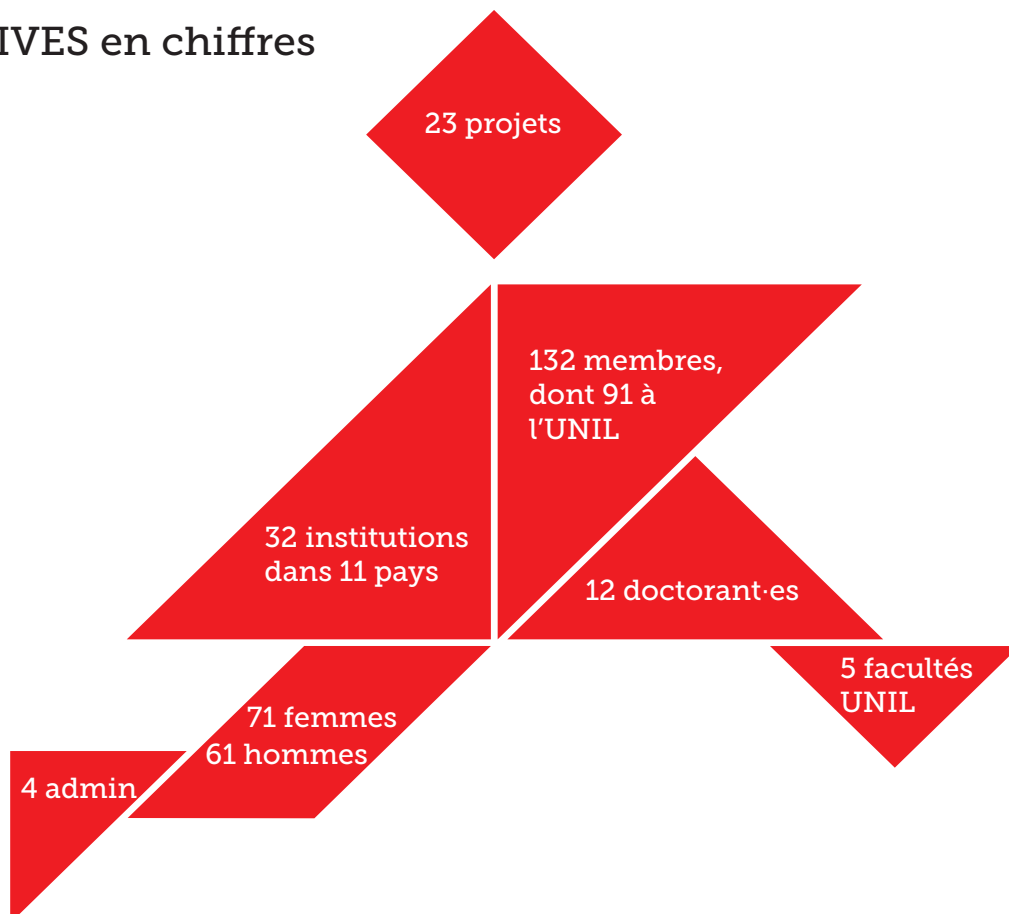 IVES en chiffres
23 projets
132 membres,
dont 91 à
l'UNIL
32 institutions
dans 11 pays
12 doctorant·es
5 facultés
UNIL
71 femmes
61 hommes
4 admin